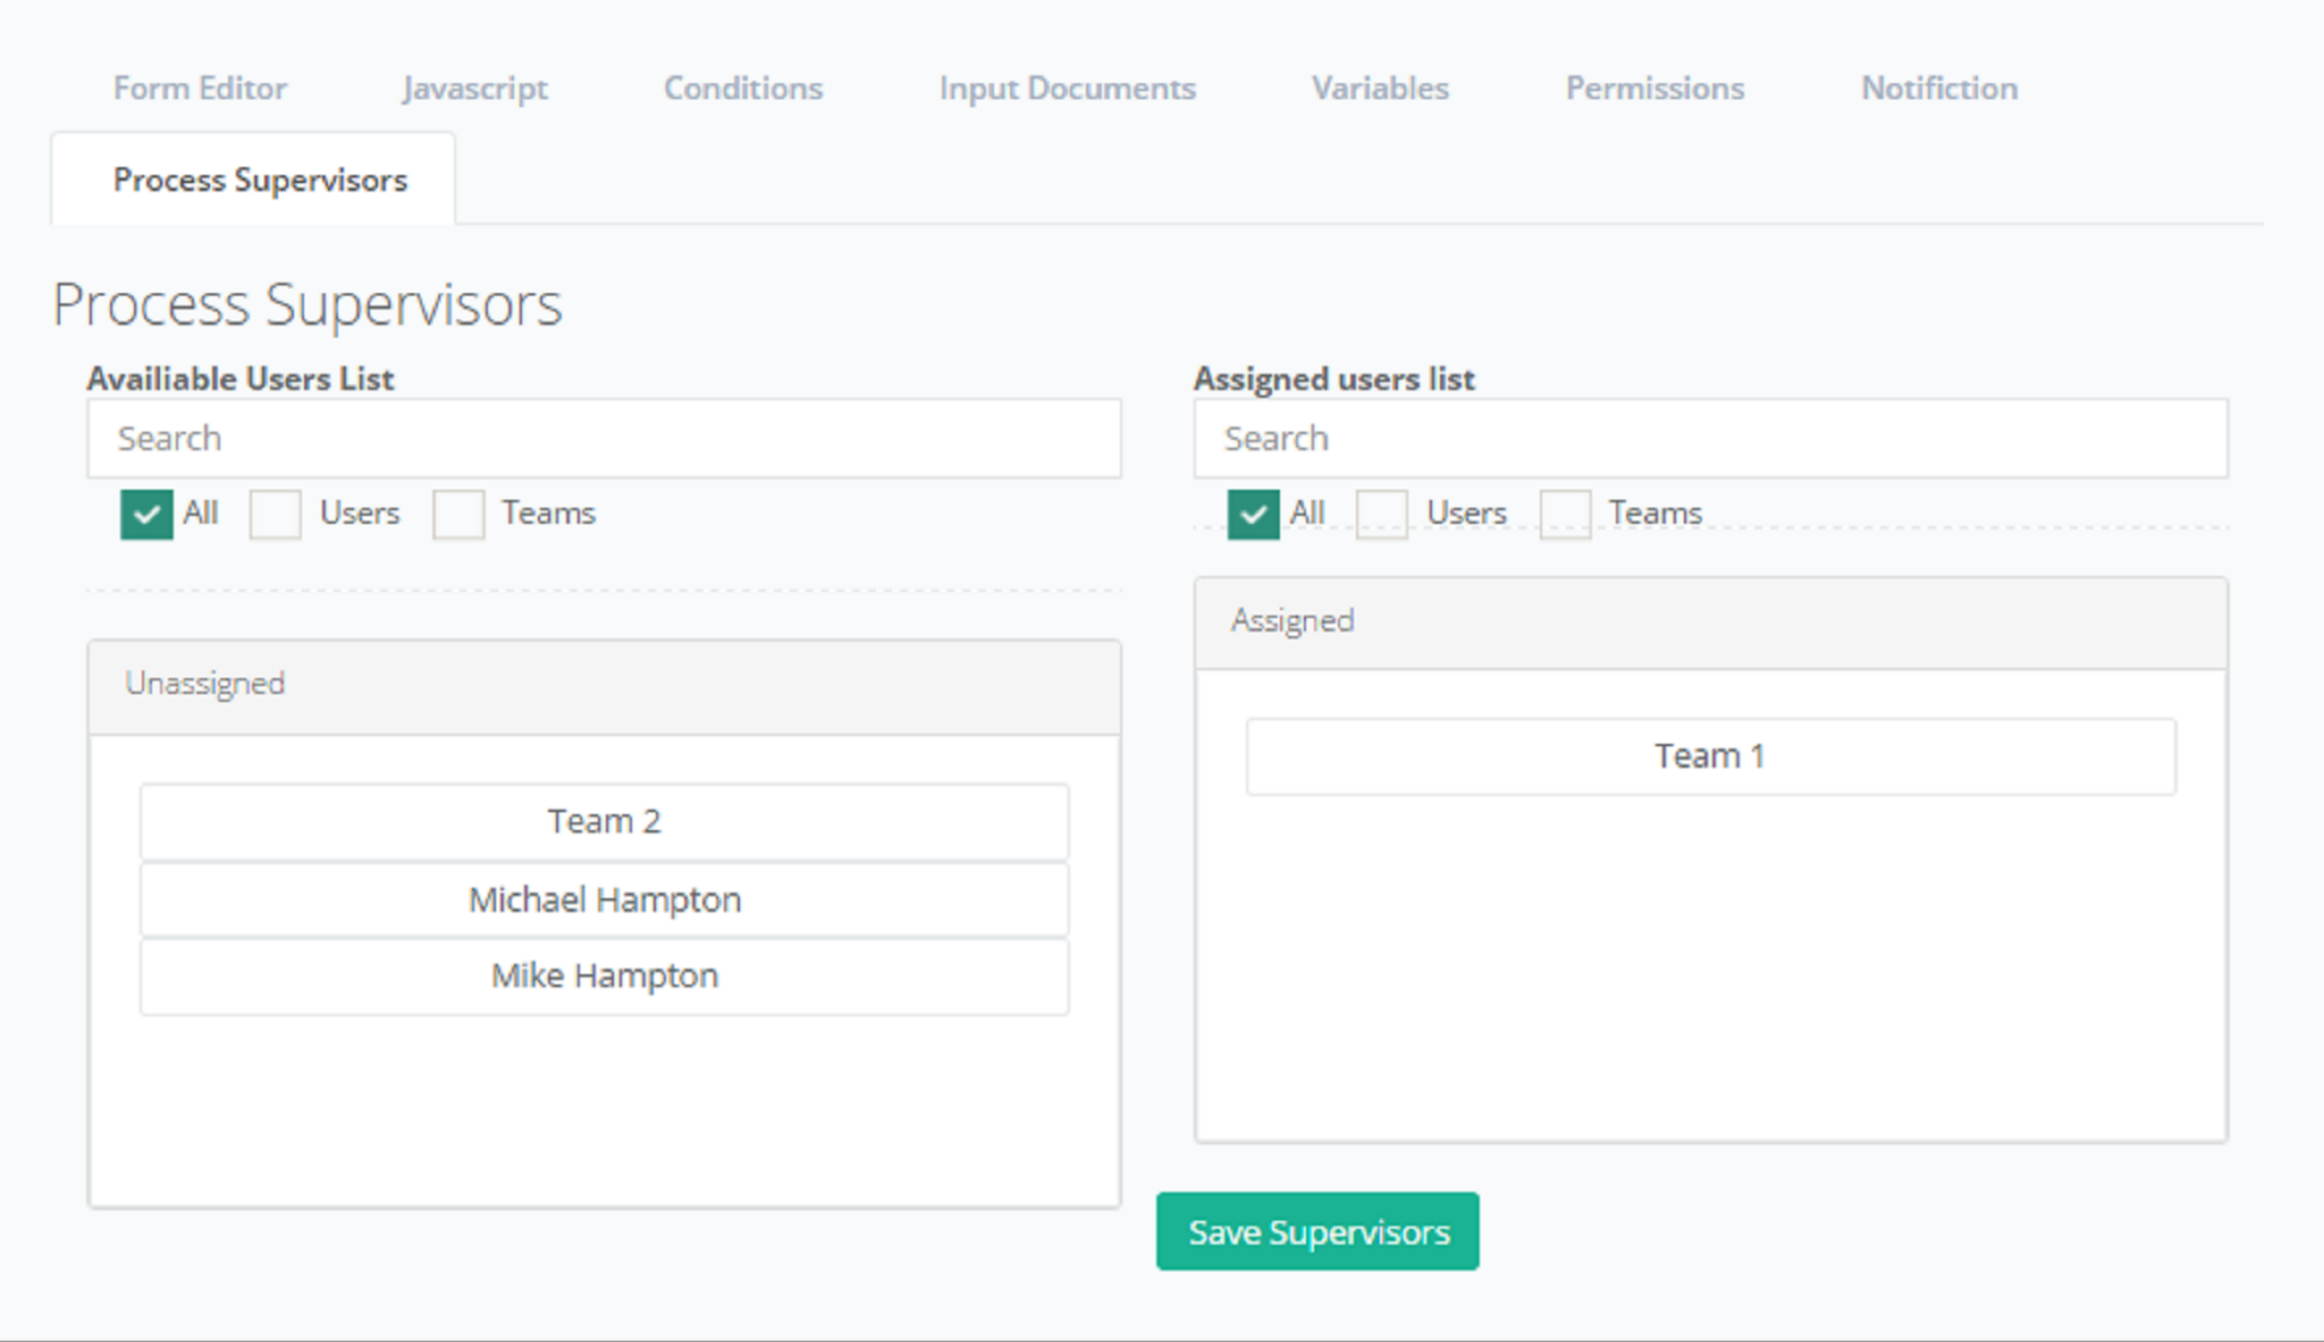 Form Editor Javascript Conditions Input Documents Variables Permissions Notifiction
Process Supervisors
Process Supervisors
Availiable Users List
Search
All Users Teams
Unassigned
Team 2
Michael Hampton
Mike Hampton
Assigned users list
Search
All Users Teams
Assigned
Team 1
Save Supervisors